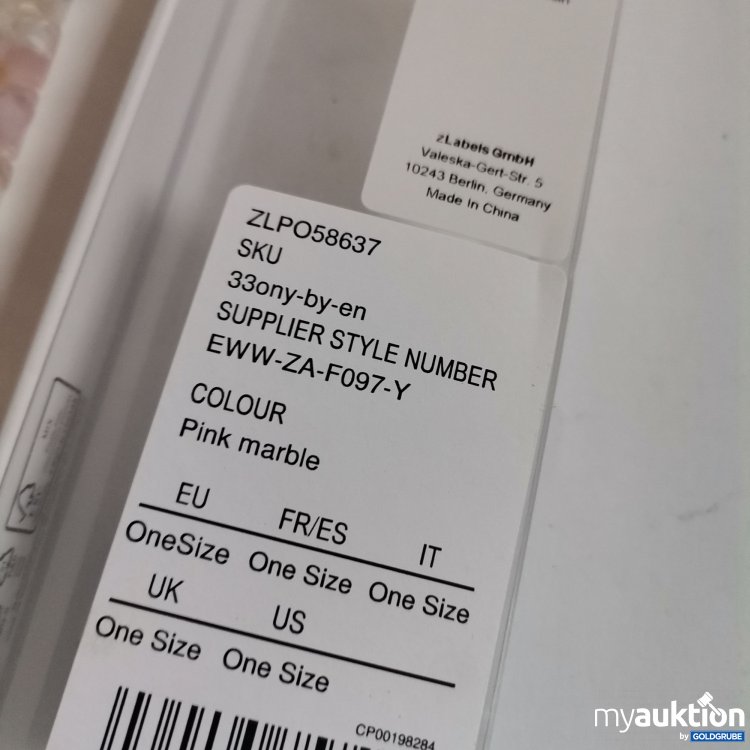 zLabels GmbH
Valeska-Gert-Str. 5
10243 Berlin, Germany
Made In China
ZLPO58637
SKU
33ony-by-en
SUPPLIER STYLE NUMBER
EWW-ZA-F097-Y
COLOUR
Pink marble
EU FR/ES IT
OneSize One Size One Size
UK US
One Size One Size
CP00198284
myauktion
by GOLDGRUBE